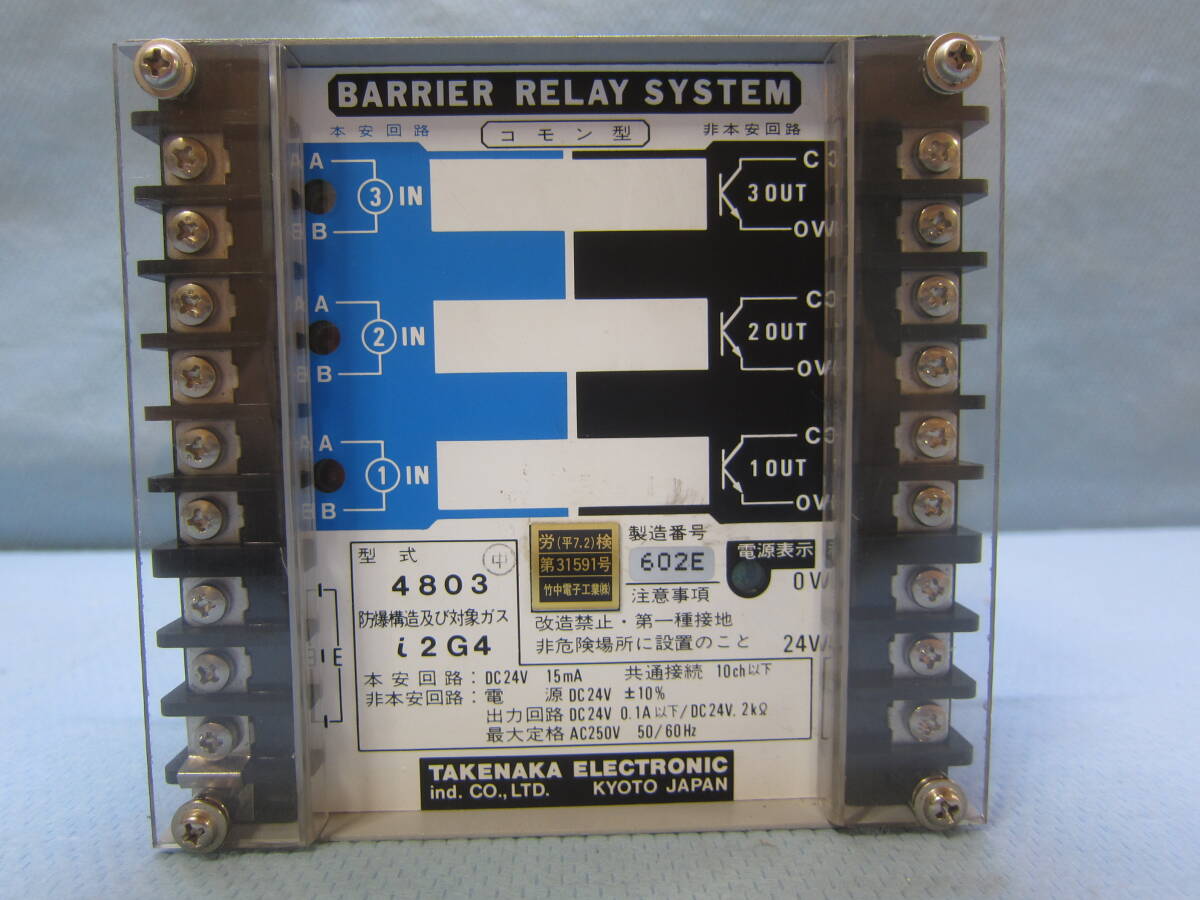 BARRIER RELAY SYSTEM
本安回路 コモン型 非本安回路
A A C C
3 IN 3 OUT
B B 0V
A A C C
2 IN 2 OUT
B B 0V
A A C C
1 IN 1 OUT
B B 0V
型式 中
4803
防爆構造及び対象ガス
i2G4
労(平7.2)検
第31591号
竹中電子工業㈱
製造番号
602E
注意事項
改造禁止・第一種接地
非危険場所に設置のこと
電源表示
0V
24V
E
本安回路: DC24V 15mA 共通接続 10ch以下
非本安回路: 電源 DC24V ±10%
出力回路 DC24V 0.1A以下/DC24V. 2kΩ
最大定格 AC250V 50/60Hz
TAKENAKA ELECTRONIC
ind. CO., LTD. KYOTO JAPAN